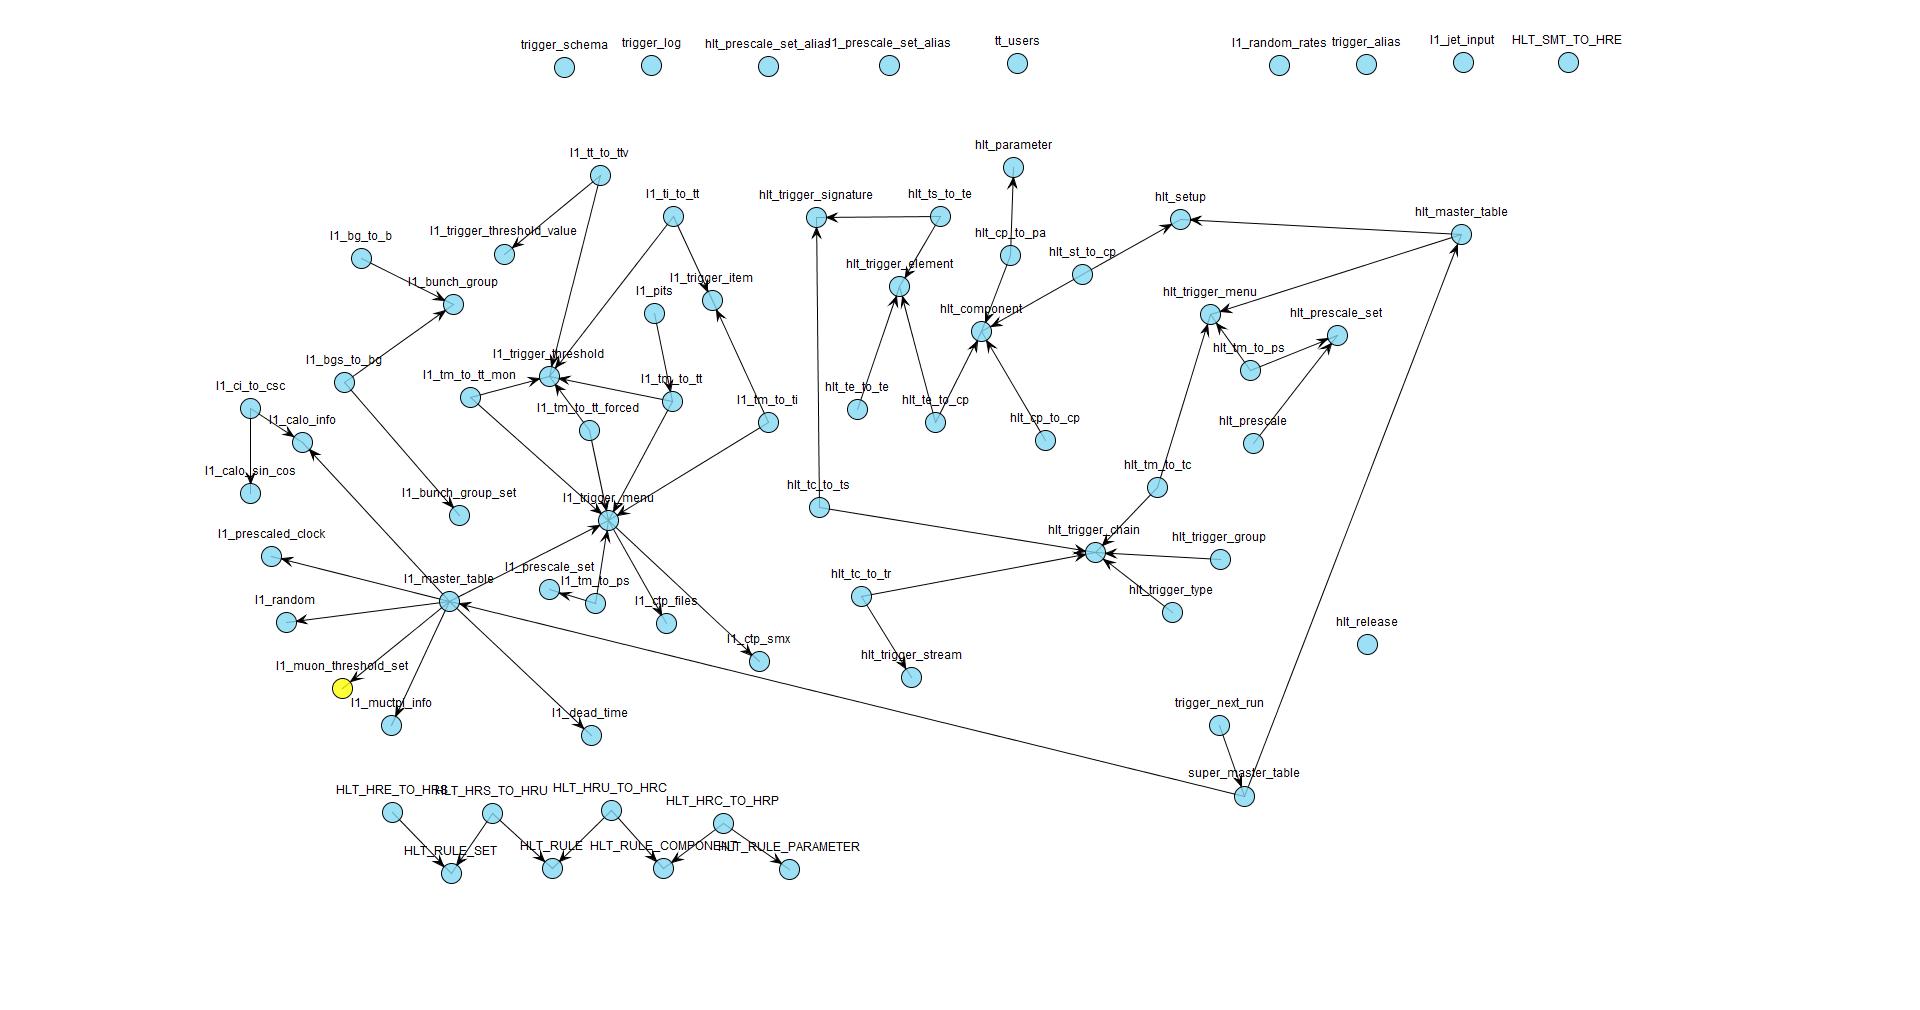 trigger_schema
trigger_log
hlt_prescale_set_alias
l1_prescale_set_alias
tt_users
l1_random_rates
trigger_alias
l1_jet_input
HLT_SMT_TO_HRE
hlt_parameter
l1_tt_to_ttv
l1_ti_to_tt
hlt_trigger_signature
hlt_ts_to_te
hlt_setup
hlt_master_table
l1_bg_to_b
l1_trigger_threshold_value
hlt_cp_to_pa
hlt_st_to_cp
hlt_trigger_element
l1_bunch_group
l1_trigger_item
l1_pits
hlt_trigger_menu
hlt_component
hlt_prescale_set
l1_bgs_to_bg
l1_trigger_threshold
hlt_tm_to_ps
l1_ci_to_csc
l1_tm_to_tt_mon
l1_tm_to_tt
hlt_te_to_te
l1_calo_info
l1_tm_to_tt_forced
l1_tm_to_ti
hlt_te_to_cp
hlt_cp_to_cp
hlt_prescale
l1_calo_sin_cos
hlt_tm_to_tc
l1_bunch_group_set
l1_trigger_menu
hlt_tc_to_ts
l1_prescaled_clock
hlt_trigger_chain
hlt_trigger_group
l1_master_table
l1_prescale_set
l1_tm_to_ps
hlt_tc_to_tr
hlt_trigger_type
l1_random
l1_ctp_files
hlt_release
l1_ctp_smx
l1_muon_threshold_set
hlt_trigger_stream
l1_muctpi_info
l1_dead_time
trigger_next_run
super_master_table
HLT_HRE_TO_HRS
HLT_HRS_TO_HRU
HLT_HRU_TO_HRC
HLT_HRC_TO_HRP
HLT_RULE_SET
HLT_RULE
HLT_RULE_COMPONENT
HLT_RULE_PARAMETER